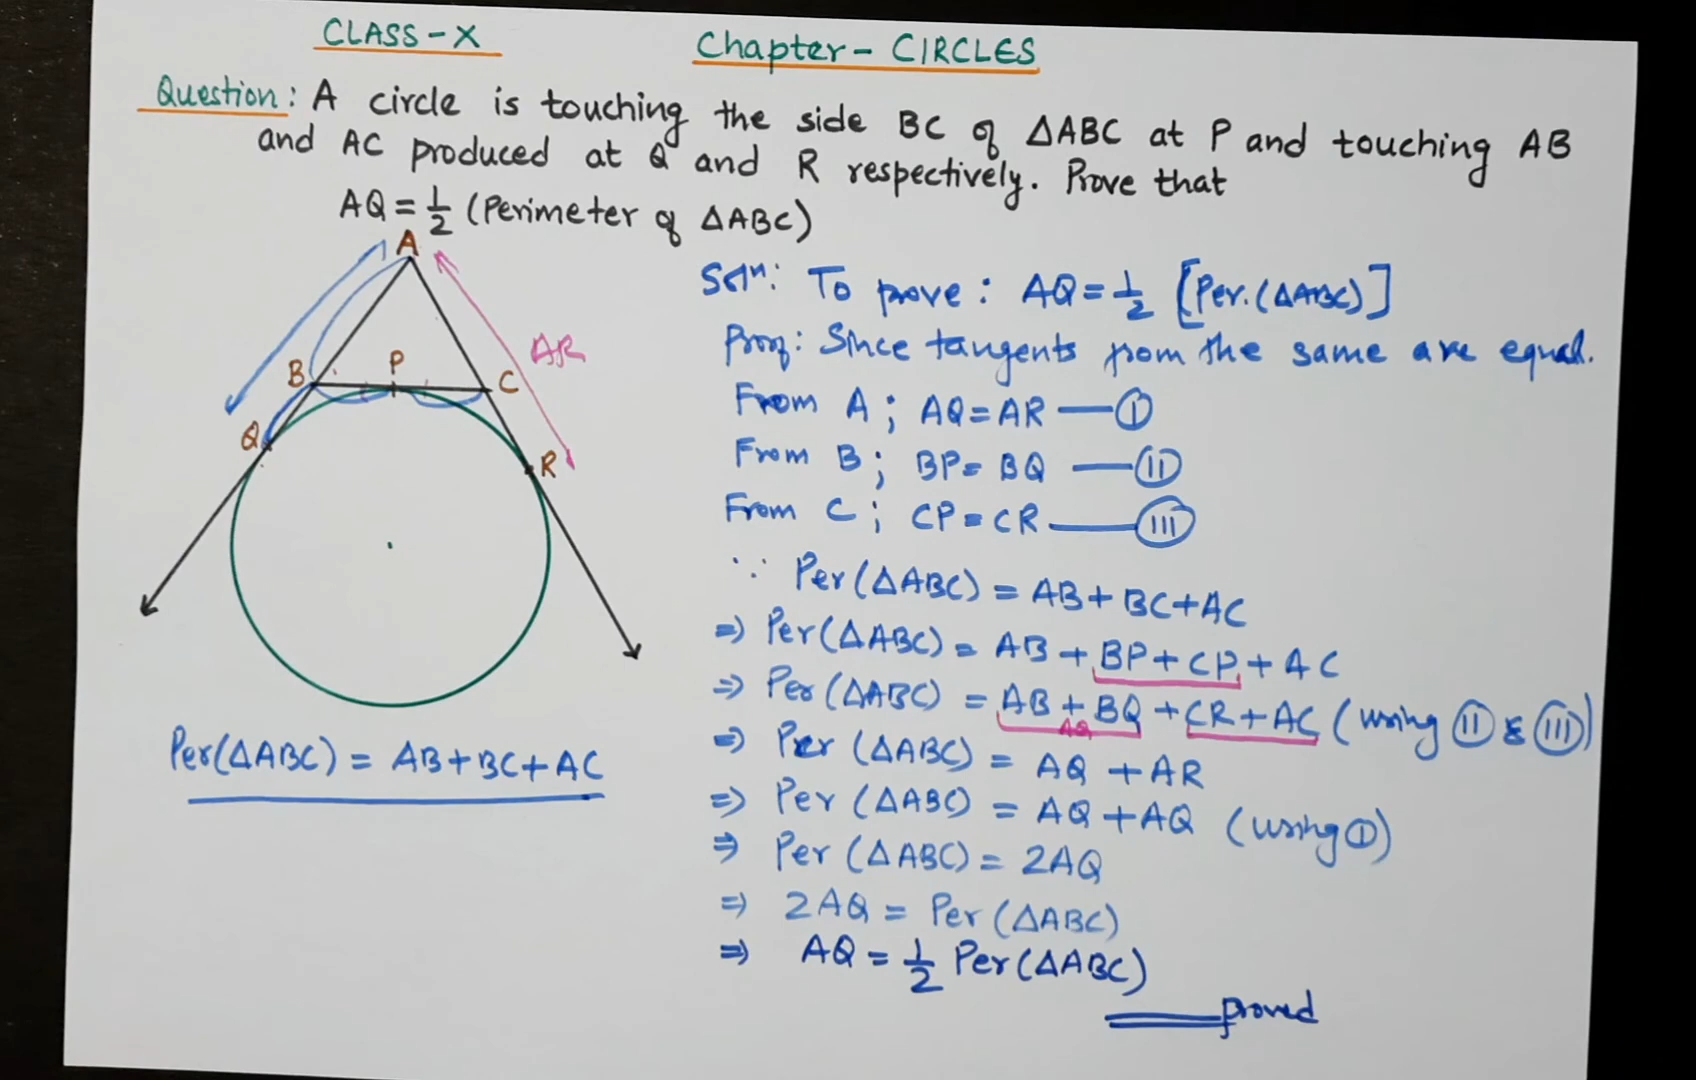 CLASS-X
Chapter- CIRCLES
Question: A circle is touching the side BC of ΔABC at P and touching AB
and AC produced at Q and R respectively. Prove that
AQ = 1/2 (Perimeter of ΔABC)
A
AR
B
P
C
Q
R
Per(ΔABC) = AB+BC+AC
Solⁿ: To prove: AQ = 1/2 [Per.(ΔABC)]
Proof: Since tangents from the same are equal.
From A; AQ=AR — (I)
From B; BP= BQ — (II)
From C; CP=CR — (III)
∵ Per(ΔABC) = AB+ BC+AC
⇒ Per(ΔABC) = AB + BP + CP + AC
⇒ Per (ΔABC) = AB + BQ + CR + AC (using (II) & (III))
AQ
⇒ Per (ΔABC) = AQ + AR
⇒ Per (ΔABC) = AQ + AQ (using (I))
⇒ Per (ΔABC) = 2AQ
⇒ 2AQ = Per (ΔABC)
⇒ AQ = 1/2 Per(ΔABC)
proved